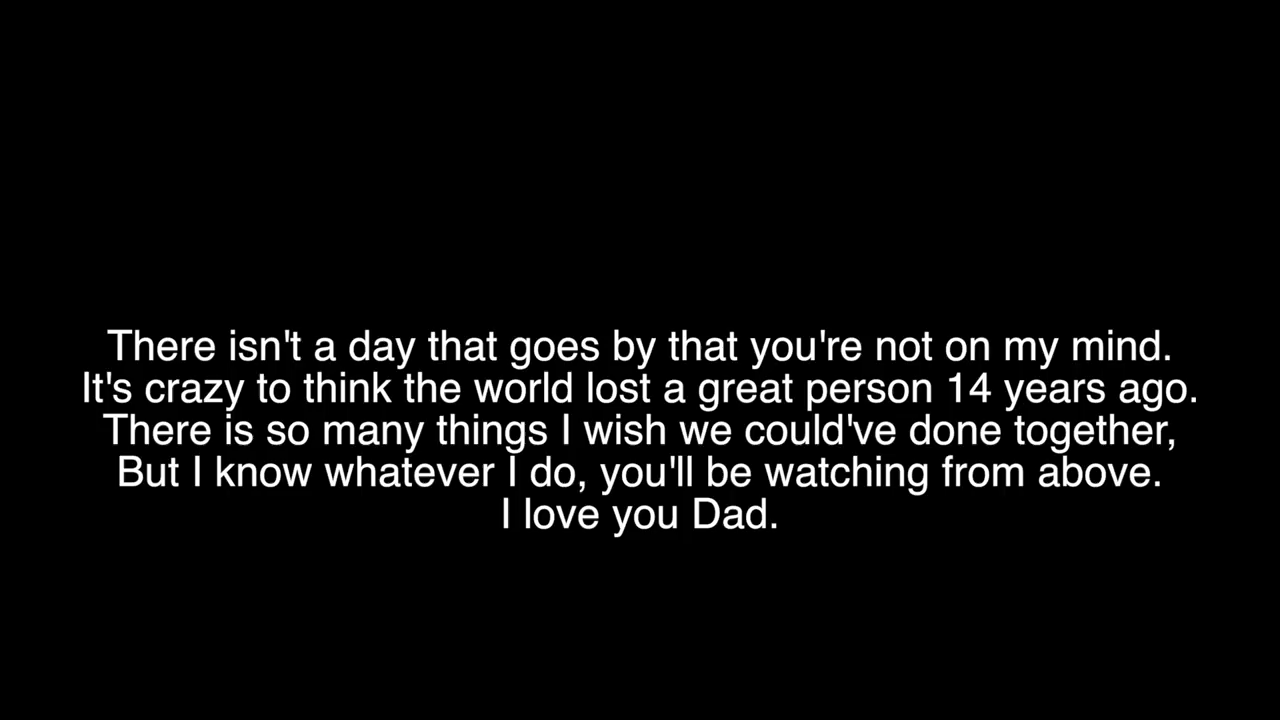 There isn't a day that goes by that you're not on my mind.
It's crazy to think the world lost a great person 14 years ago.
There is so many things I wish we could've done together,
But I know whatever I do, you'll be watching from above.
I love you Dad.